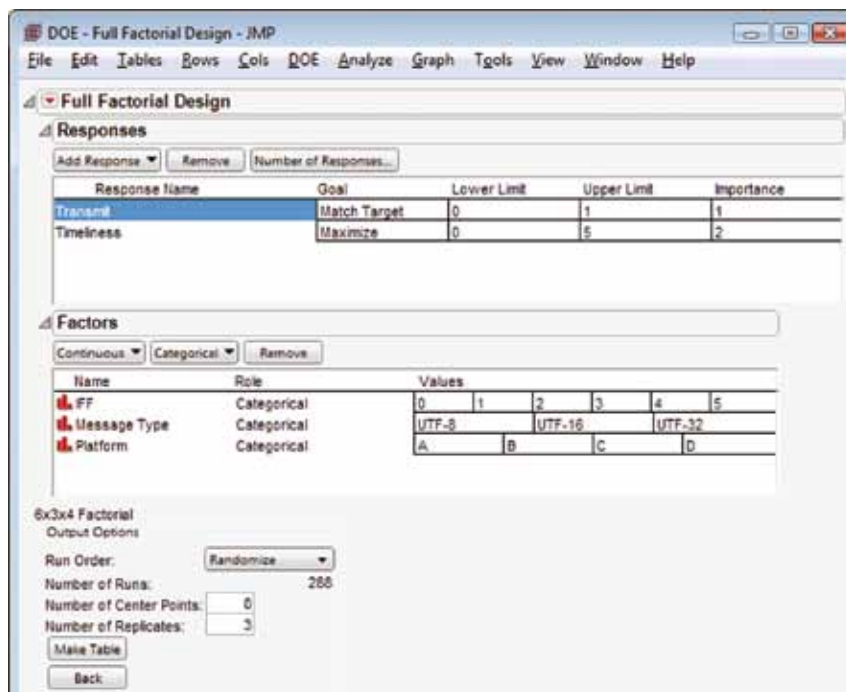 DOE - Full Factorial Design - JMP
File Edit Tables Rows Cols DOE Analyze Graph Tools View Window Help
Full Factorial Design
Responses
Add Response Remove Number of Responses...
Response Name Goal Lower Limit Upper Limit Importance
Transmit Match Target 0 1 1
Timeliness Maximize 0 5 2
Factors
Continuous Categorical Remove
Name Role Values
IFF Categorical 0 1 2 3 4 5
Message Type Categorical UTF-8 UTF-16 UTF-32
Platform Categorical A B C D
6x3x4 Factorial
Output Options
Run Order: Randomize
Number of Runs: 288
Number of Center Points: 0
Number of Replicates: 3
Make Table
Back